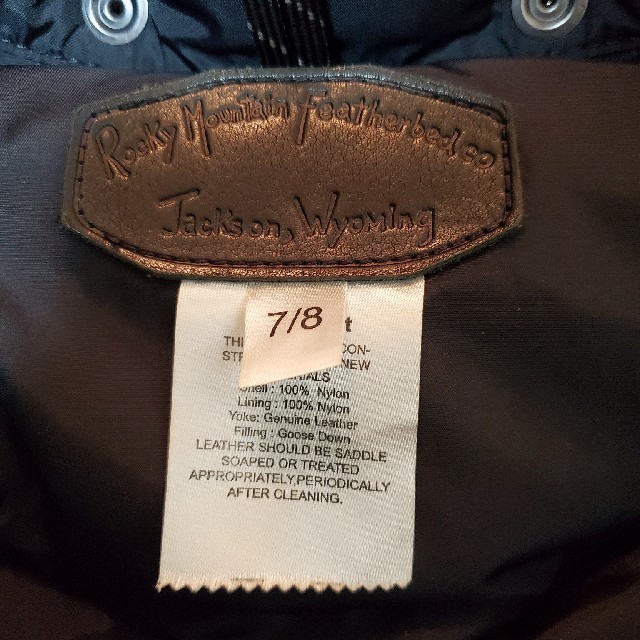 Rocky Mountain Featherbed co
Jackson, Wyoming
7/8
NEW
Shell: 100% Nylon
Lining : 100% Nylon
Yoke: Genuine Leather
Filling : Goose Down
LEATHER SHOULD BE SADDLE
SOAPED OR TREATED
APPROPRIATELY,PERIODICALLY
AFTER CLEANING.